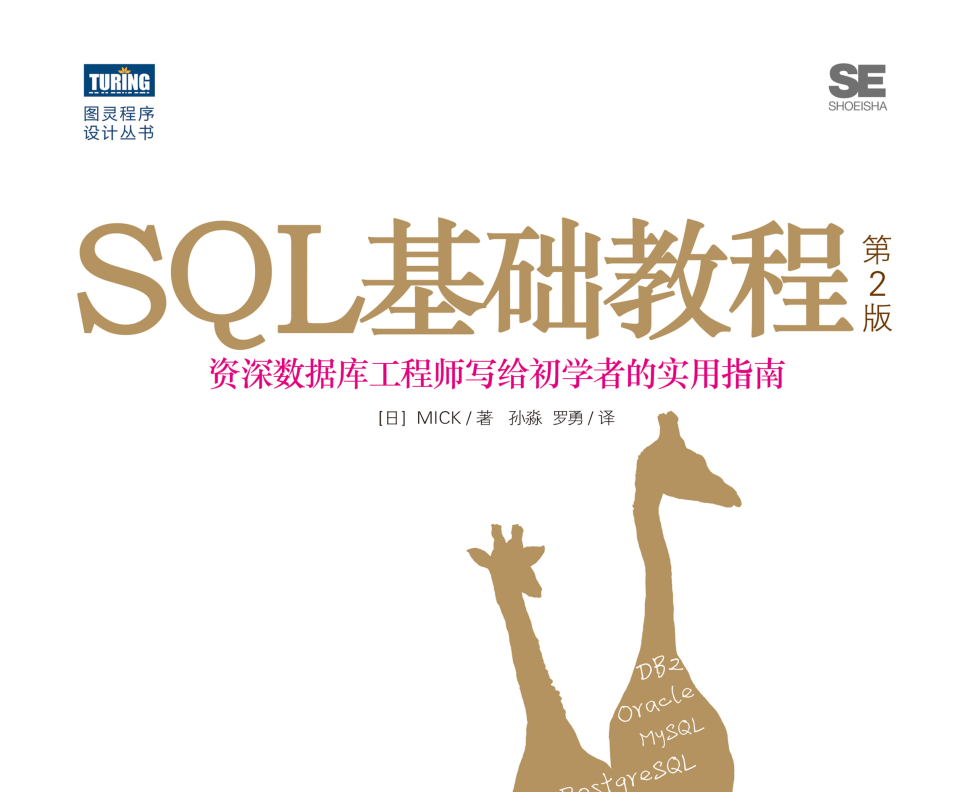 TURING
图灵程序
设计丛书
SE
SHOEISHA
SQL基础教程
第2版
资深数据库工程师写给初学者的实用指南
[日] MICK / 著 孙淼 罗勇 / 译
DB2
Oracle
MySQL
PostgreSQL